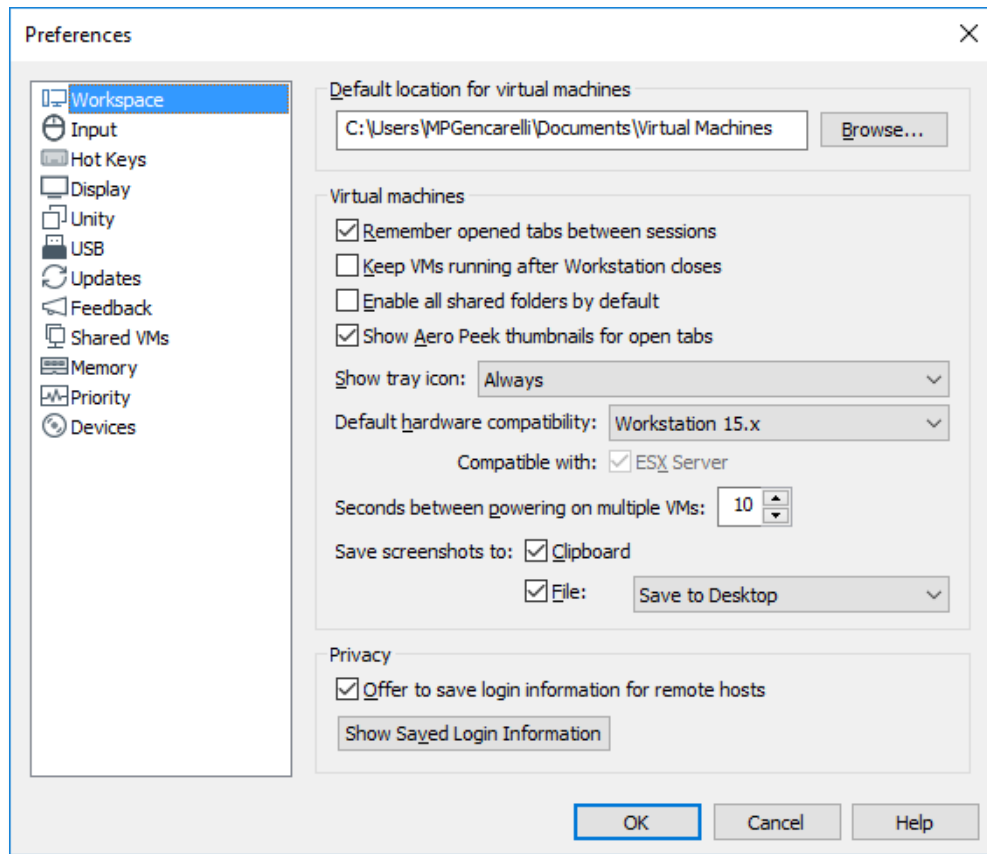 Preferences
Workspace
Input
Hot Keys
Display
Unity
USB
Updates
Feedback
Shared VMs
Memory
Priority
Devices
Default location for virtual machines
C:\Users\MPGencarelli\Documents\Virtual Machines Browse...
Virtual machines
Remember opened tabs between sessions
Keep VMs running after Workstation closes
Enable all shared folders by default
Show Aero Peek thumbnails for open tabs
Show tray icon: Always
Default hardware compatibility: Workstation 15.x
Compatible with: ESX Server
Seconds between powering on multiple VMs: 10
Save screenshots to: Clipboard
File: Save to Desktop
Privacy
Offer to save login information for remote hosts
Show Saved Login Information
OK Cancel Help